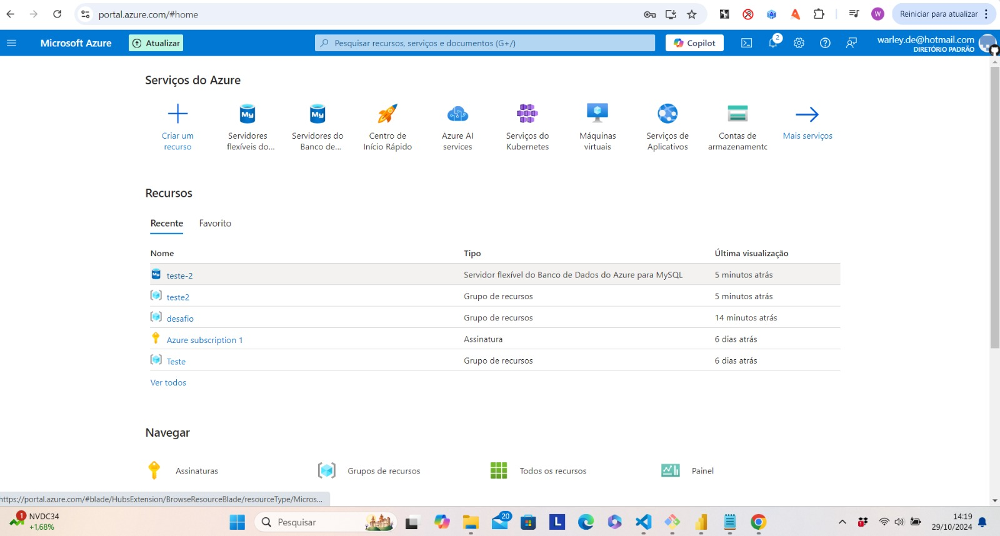 portal.azure.com/#home
W
Reiniciar para atualizar
Microsoft Azure
Atualizar
Pesquisar recursos, serviços e documentos (G+/)
Copilot
2
warley.de@hotmail.com
DIRETÓRIO PADRÃO
Serviços do Azure
Criar um recurso
My
Servidores flexíveis do...
My
Servidores do Banco de...
Centro de Início Rápido
Azure AI services
Serviços do Kubernetes
Máquinas virtuais
Serviços de Aplicativos
Contas de armazenamento
Mais serviços
Recursos
Recente Favorito
Nome Tipo Última visualização
My teste-2 Servidor flexível do Banco de Dados do Azure para MySQL 5 minutos atrás
teste2 Grupo de recursos 5 minutos atrás
desafio Grupo de recursos 14 minutos atrás
Azure subscription 1 Assinatura 6 dias atrás
Teste Grupo de recursos 6 dias atrás
Ver todos
Navegar
Assinaturas Grupos de recursos Todos os recursos Painel
https://portal.azure.com/#blade/HubsExtension/BrowseResourceBlade/resourceType/Micros...
1
NVDC34
+1,68%
Pesquisar
20
L
14:19
29/10/2024